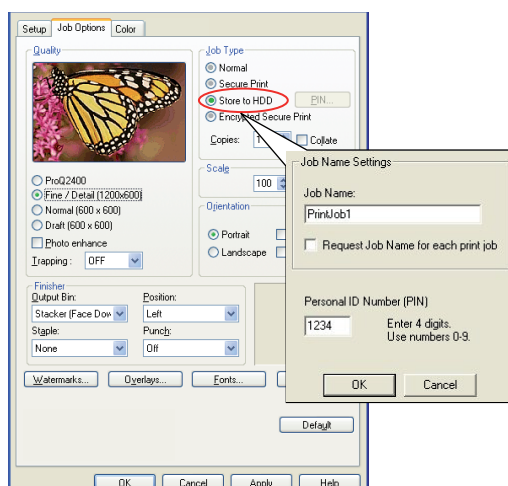 Setup
Job Options
Color
Quality
ProQ2400
Fine / Detail (1200x600)
Normal (600 x 600)
Draft (600 x 600)
Photo enhance
Trapping :
OFF
Job Type
Normal
Secure Print
Store to HDD
PIN...
Encrypted Secure Print
Copies:
1
Collate
Scale
100
Orientation
Portrait
Landscape
Finisher
Output Bin:
Position:
Stacker (Face Dow
Left
Staple:
Punch:
None
Off
Watermarks...
Overlays...
Fonts...
Default
OK
Cancel
Apply
Help
Job Name Settings
Job Name:
PrintJob1
Request Job Name for each print job
Personal ID Number (PIN)
1234
Enter 4 digits.
Use numbers 0-9.
OK
Cancel